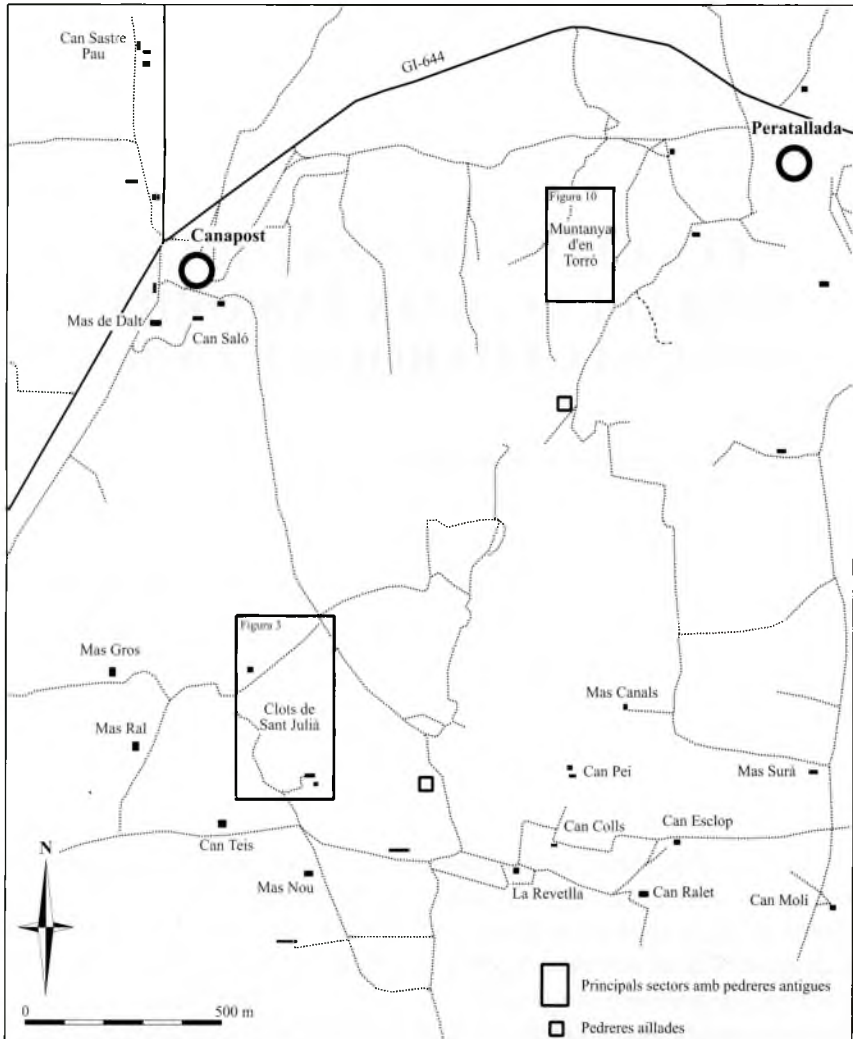 Can Sastre
Pau
GI-644
Peratallada
Figura 10
Muntanya
d'en
Torró
Canapost
Mas de Dalt
Can Saló
Figura 3
Mas Gros
Clots de
Sant Julià
Mas Ral
Mas Canals
Can Pei
Mas Surà
Can Colls
Can Esclop
Can Teis
Mas Nou
La Revetlla
Can Ralet
Can Molí
N
0
500 m
Principals sectors amb pedreres antigues
Pedreres aïllades